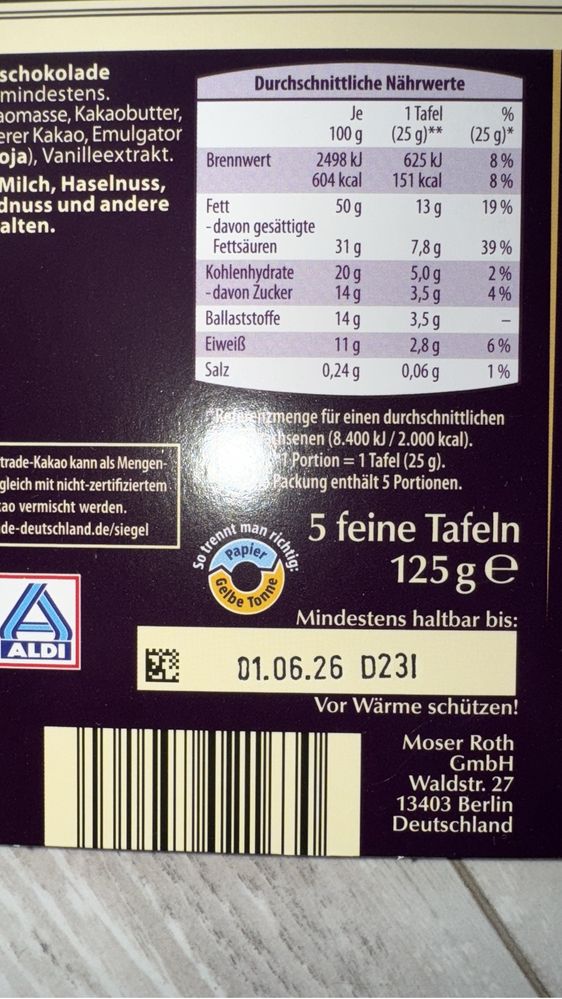 schokolade
mindestens.
aomasse, Kakaobutter,
erer Kakao, Emulgator
oja), Vanilleextrakt.
Milch, Haselnuss,
dnuss und andere
alten.
Durchschnittliche Nährwerte
Je 1 Tafel %
100 g (25 g)** (25 g)*
Brennwert 2498 kJ 625 kJ 8 %
604 kcal 151 kcal 8 %
Fett 50 g 13 g 19 %
- davon gesättigte
Fettsäuren 31 g 7,8 g 39 %
Kohlenhydrate 20 g 5,0 g 2 %
- davon Zucker 14 g 3,5 g 4 %
Ballaststoffe 14 g 3,5 g –
Eiweiß 11 g 2,8 g 6 %
Salz 0,24 g 0,06 g 1 %
für einen durchschnittlichen
(8.400 kJ / 2.000 kcal).
1 Portion = 1 Tafel (25 g).
Packung enthält 5 Portionen.
trade-Kakao kann als Mengen-
gleich mit nicht-zertifiziertem
ao vermischt werden.
de-deutschland.de/siegel
So trennt man richtig:
Papier
Gelbe Tonne
5 feine Tafeln
125 g e
ALDI
Mindestens haltbar bis:
01.06.26 D231
Vor Wärme schützen!
Moser Roth
GmbH
Waldstr. 27
13403 Berlin
Deutschland